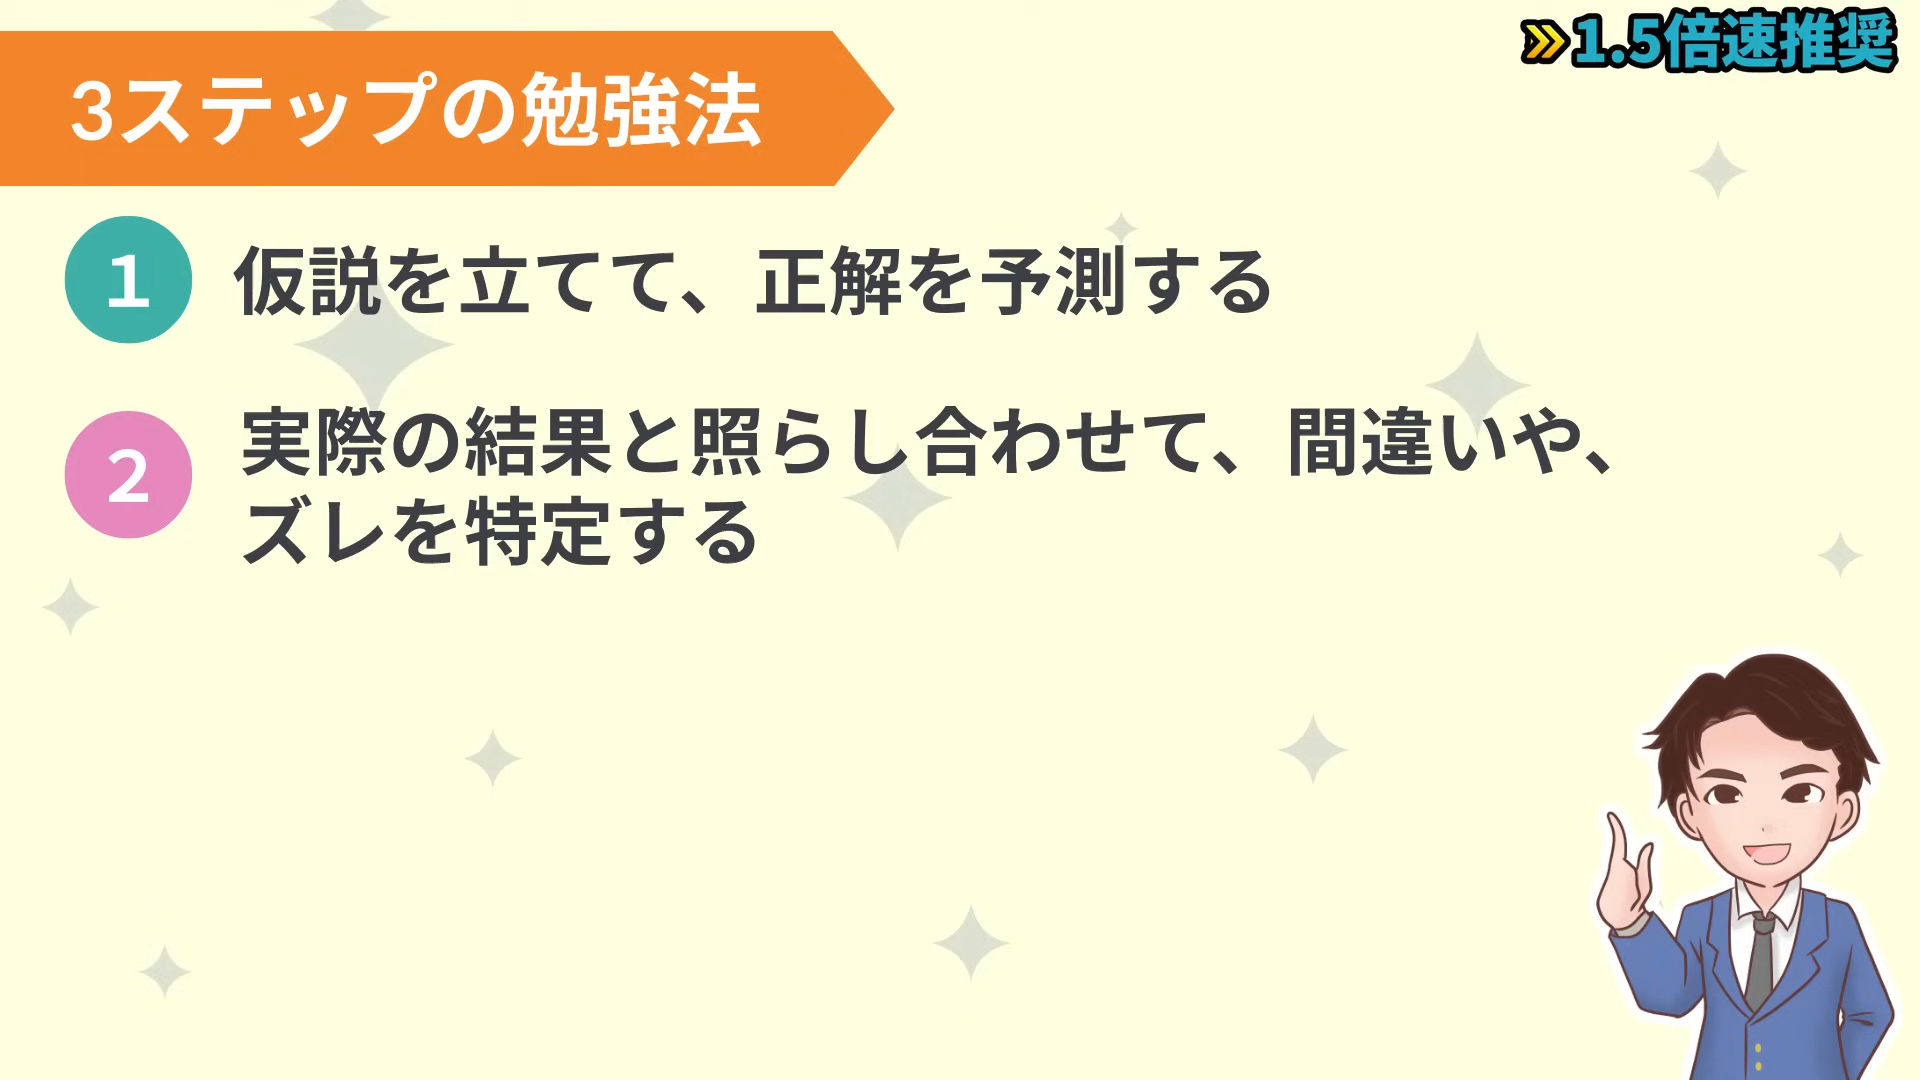 1.5倍速推奨
3ステップの勉強法
1 仮説を立てて、正解を予測する
2 実際の結果と照らし合わせて、間違いや、
ズレを特定する